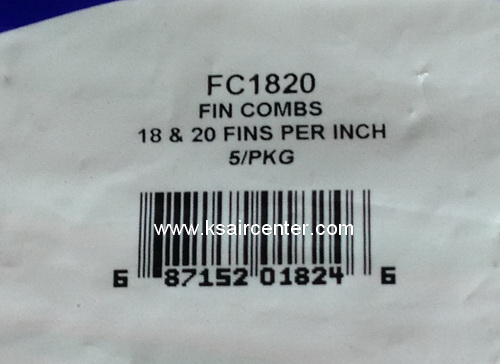 FC1820
FIN COMBS
18 & 20 FINS PER INCH
5/PKG
www.ksaircenter.com
6 87152 01824 6